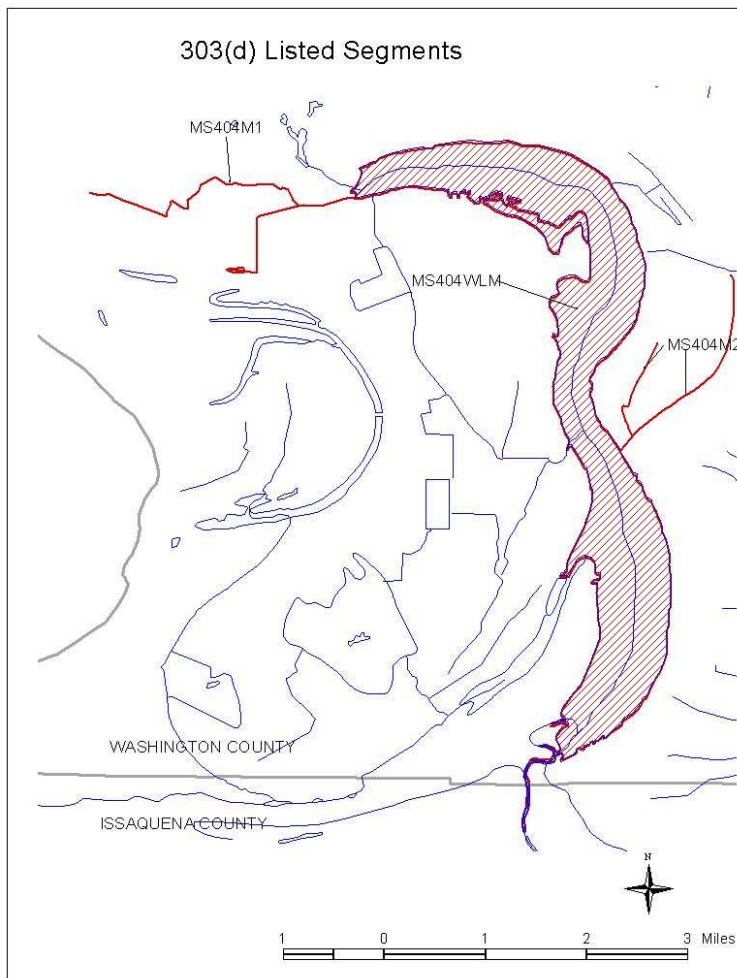 303(d) Listed Segments
MS404M1
MS404WLM
MS404M2
WASHINGTON COUNTY
ISSAQUENA COUNTY
N
1 0 1 2 3 Miles